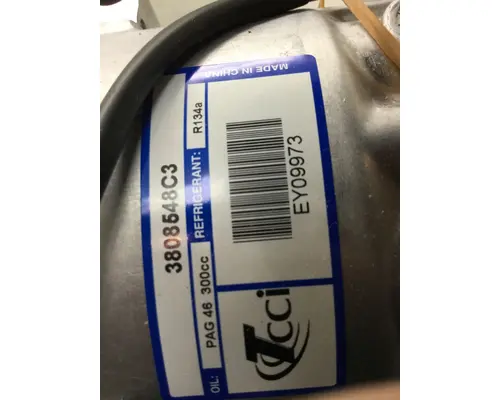 3808548C3
OIL: PAG 46 300cc REFRIGERANT: R134a
MADE IN CHINA
EY09973
TCCI